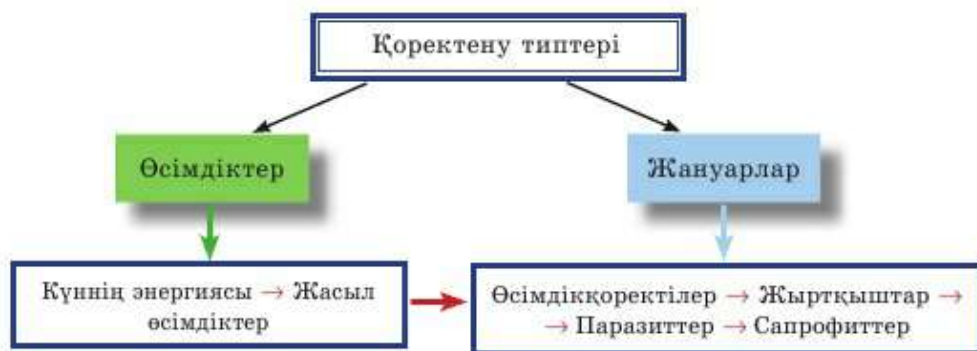 Қоректену типтері
Өсімдіктер
Жануарлар
Күннің энергиясы → Жасыл
өсімдіктер
Өсімдікқоректілер → Жыртқыштар →
→ Паразиттер → Сапрофиттер